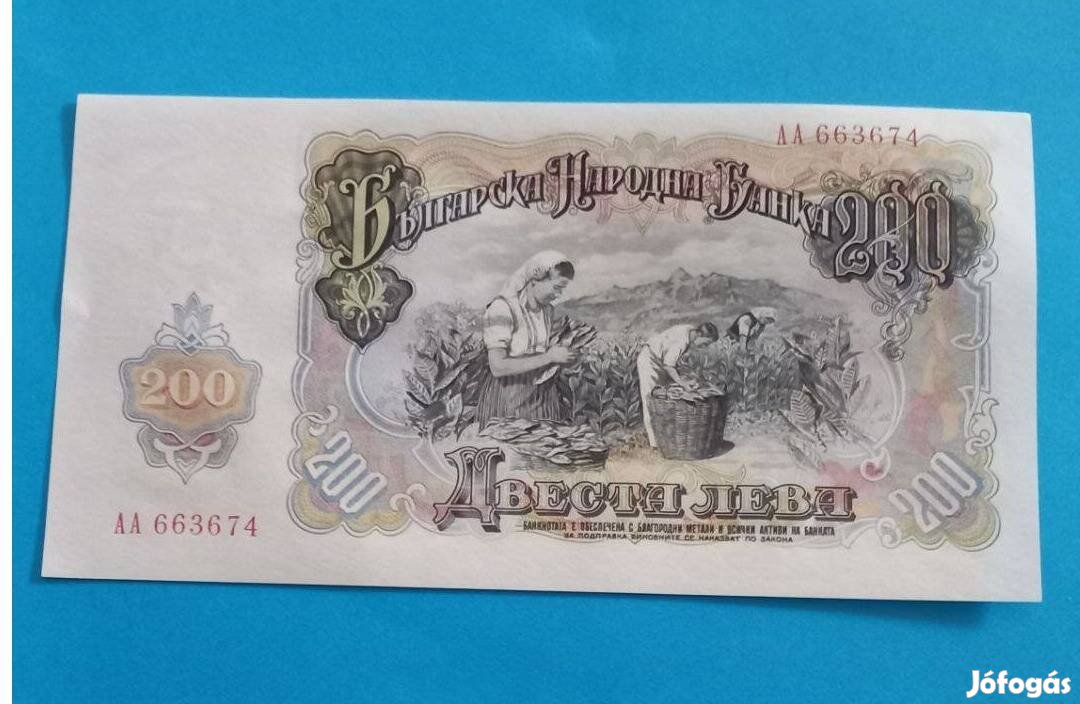 АА 663674
Българска Народна Банка
200
200
200
200
Двеста лева
АА 663674
БАНКНОТАТА Е ОБЕСПЕЧЕНА С БЛАГОРОДНИ МЕТАЛИ И ВСИЧКИ АКТИВИ НА БАНКАТА
ЗА ПОДПРАВКА ВИНОВНИТЕ СЕ НАКАЗВАТ ПО ЗАКОНА
Jófogás